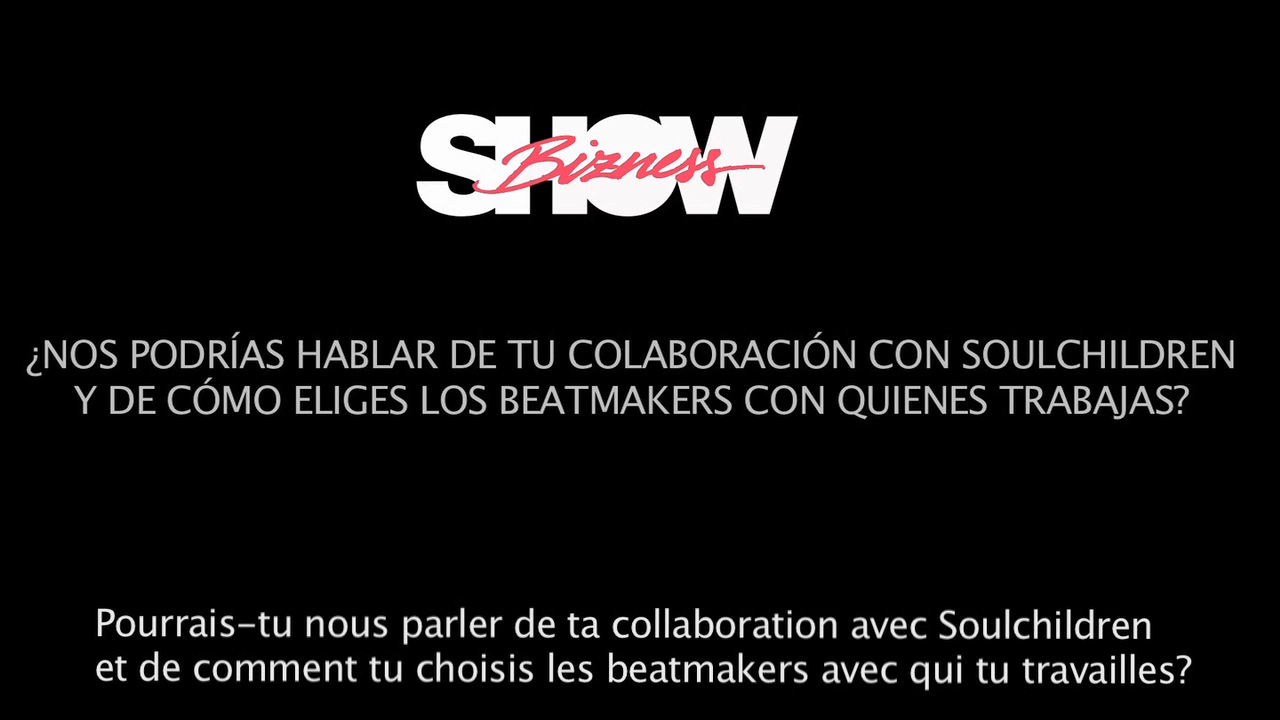 SHOW
Bizness
¿NOS PODRÍAS HABLAR DE TU COLABORACIÓN CON SOULCHILDREN
Y DE CÓMO ELIGES LOS BEATMAKERS CON QUIENES TRABAJAS?
Pourrais-tu nous parler de ta collaboration avec Soulchildren
et de comment tu choisis les beatmakers avec qui tu travailles?